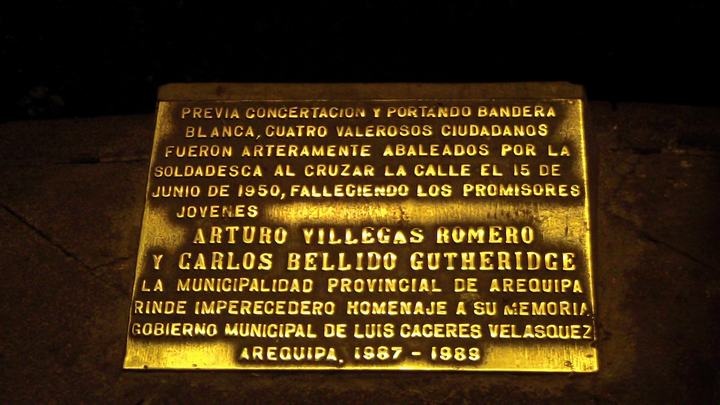 PREVIA CONCERTACION Y PORTANDO BANDERA
BLANCA, CUATRO VALEROSOS CIUDADANOS
FUERON ARTERAMENTE ABALEADOS POR LA
SOLDADESCA AL CRUZAR LA CALLE EL 15 DE
JUNIO DE 1950, FALLECIENDO LOS PROMISORES
JOVENES
ARTURO VILLEGAS ROMERO
Y CARLOS BELLIDO GUTHERIDGE
LA MUNICIPALIDAD PROVINCIAL DE AREQUIPA
RINDE IMPERECEDERO HOMENAJE A SU MEMORIA
GOBIERNO MUNICIPAL DE LUIS CACERES VELASQUEZ
AREQUIPA, 1987 - 1989